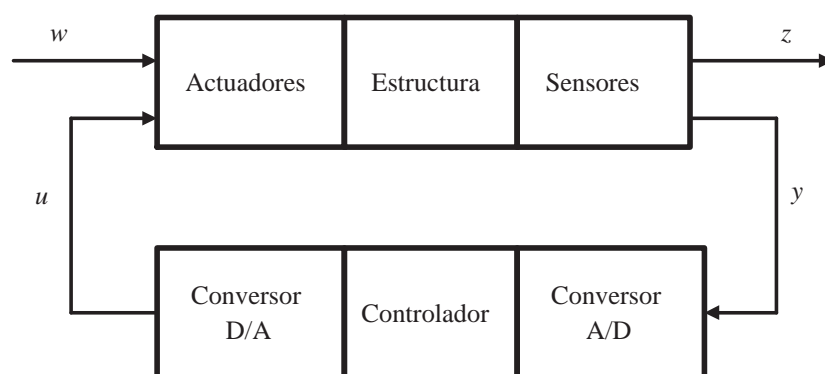 w
z
Actuadores
Estructura
Sensores
u
y
Conversor
D/A
Controlador
Conversor
A/D